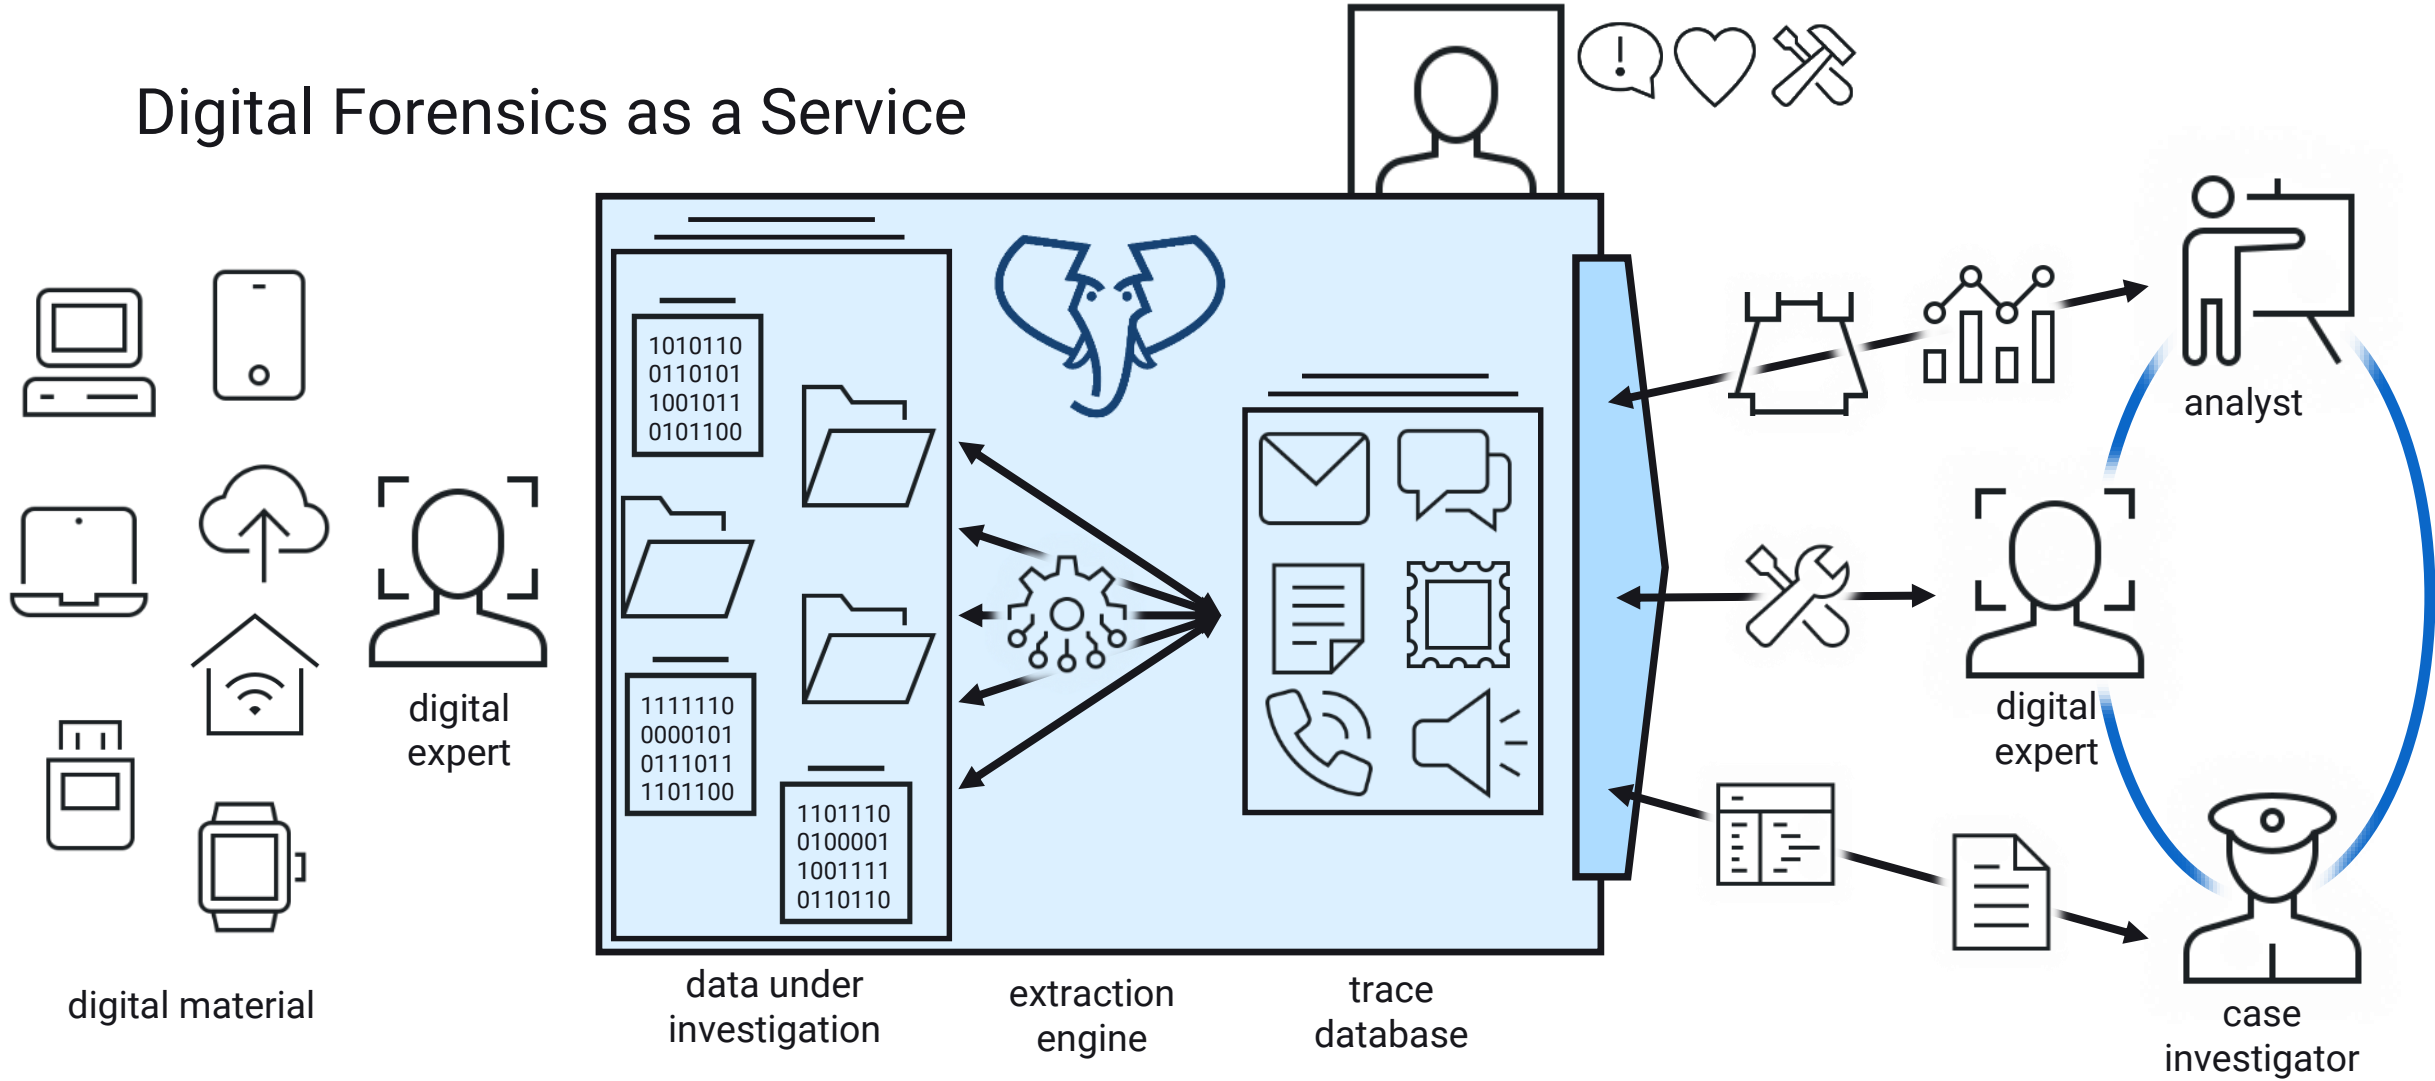 Digital Forensics as a Service
1010110
0110101
1001011
0101100
1111110
0000101
0111011
1101100
1101110
0100001
1001111
0110110
digital
expert
digital material
data under
investigation
extraction
engine
trace
database
analyst
digital
expert
case
investigator